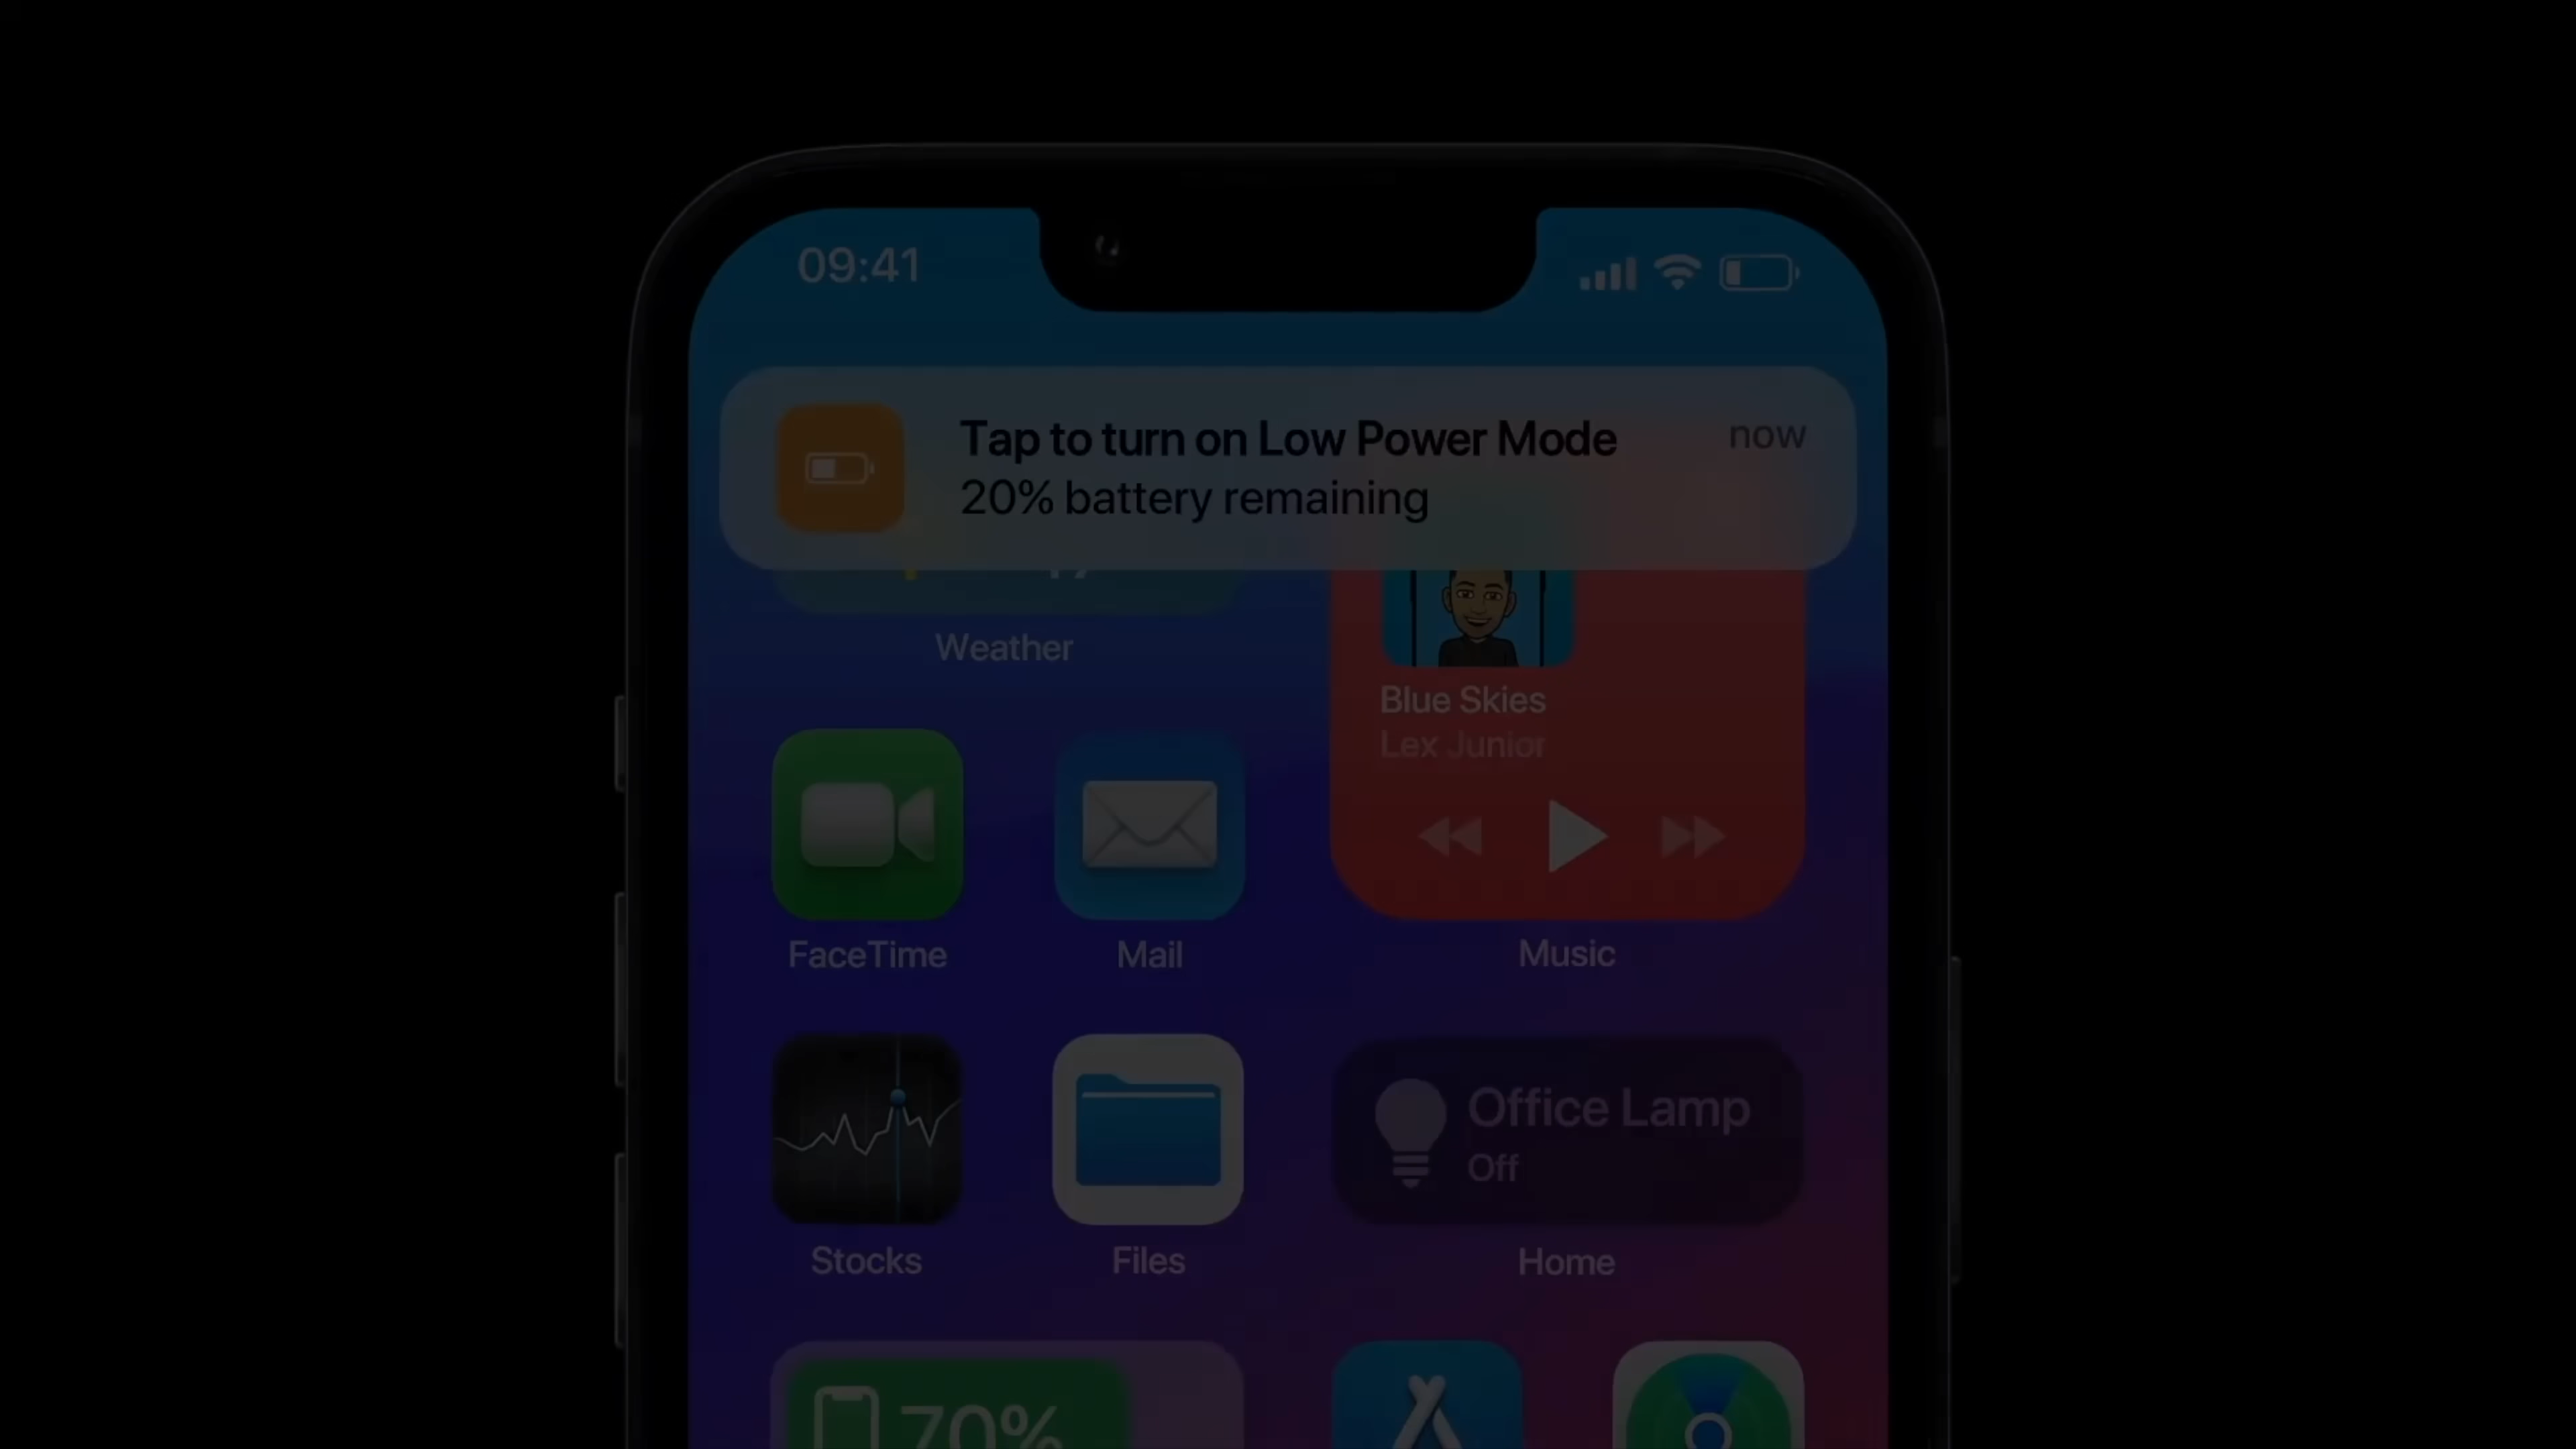 09:41
Tap to turn on Low Power Mode
now
20% battery remaining
Weather
Blue Skies
Lex Junior
FaceTime
Mail
Music
Office Lamp
Off
Stocks
Files
Home
70%